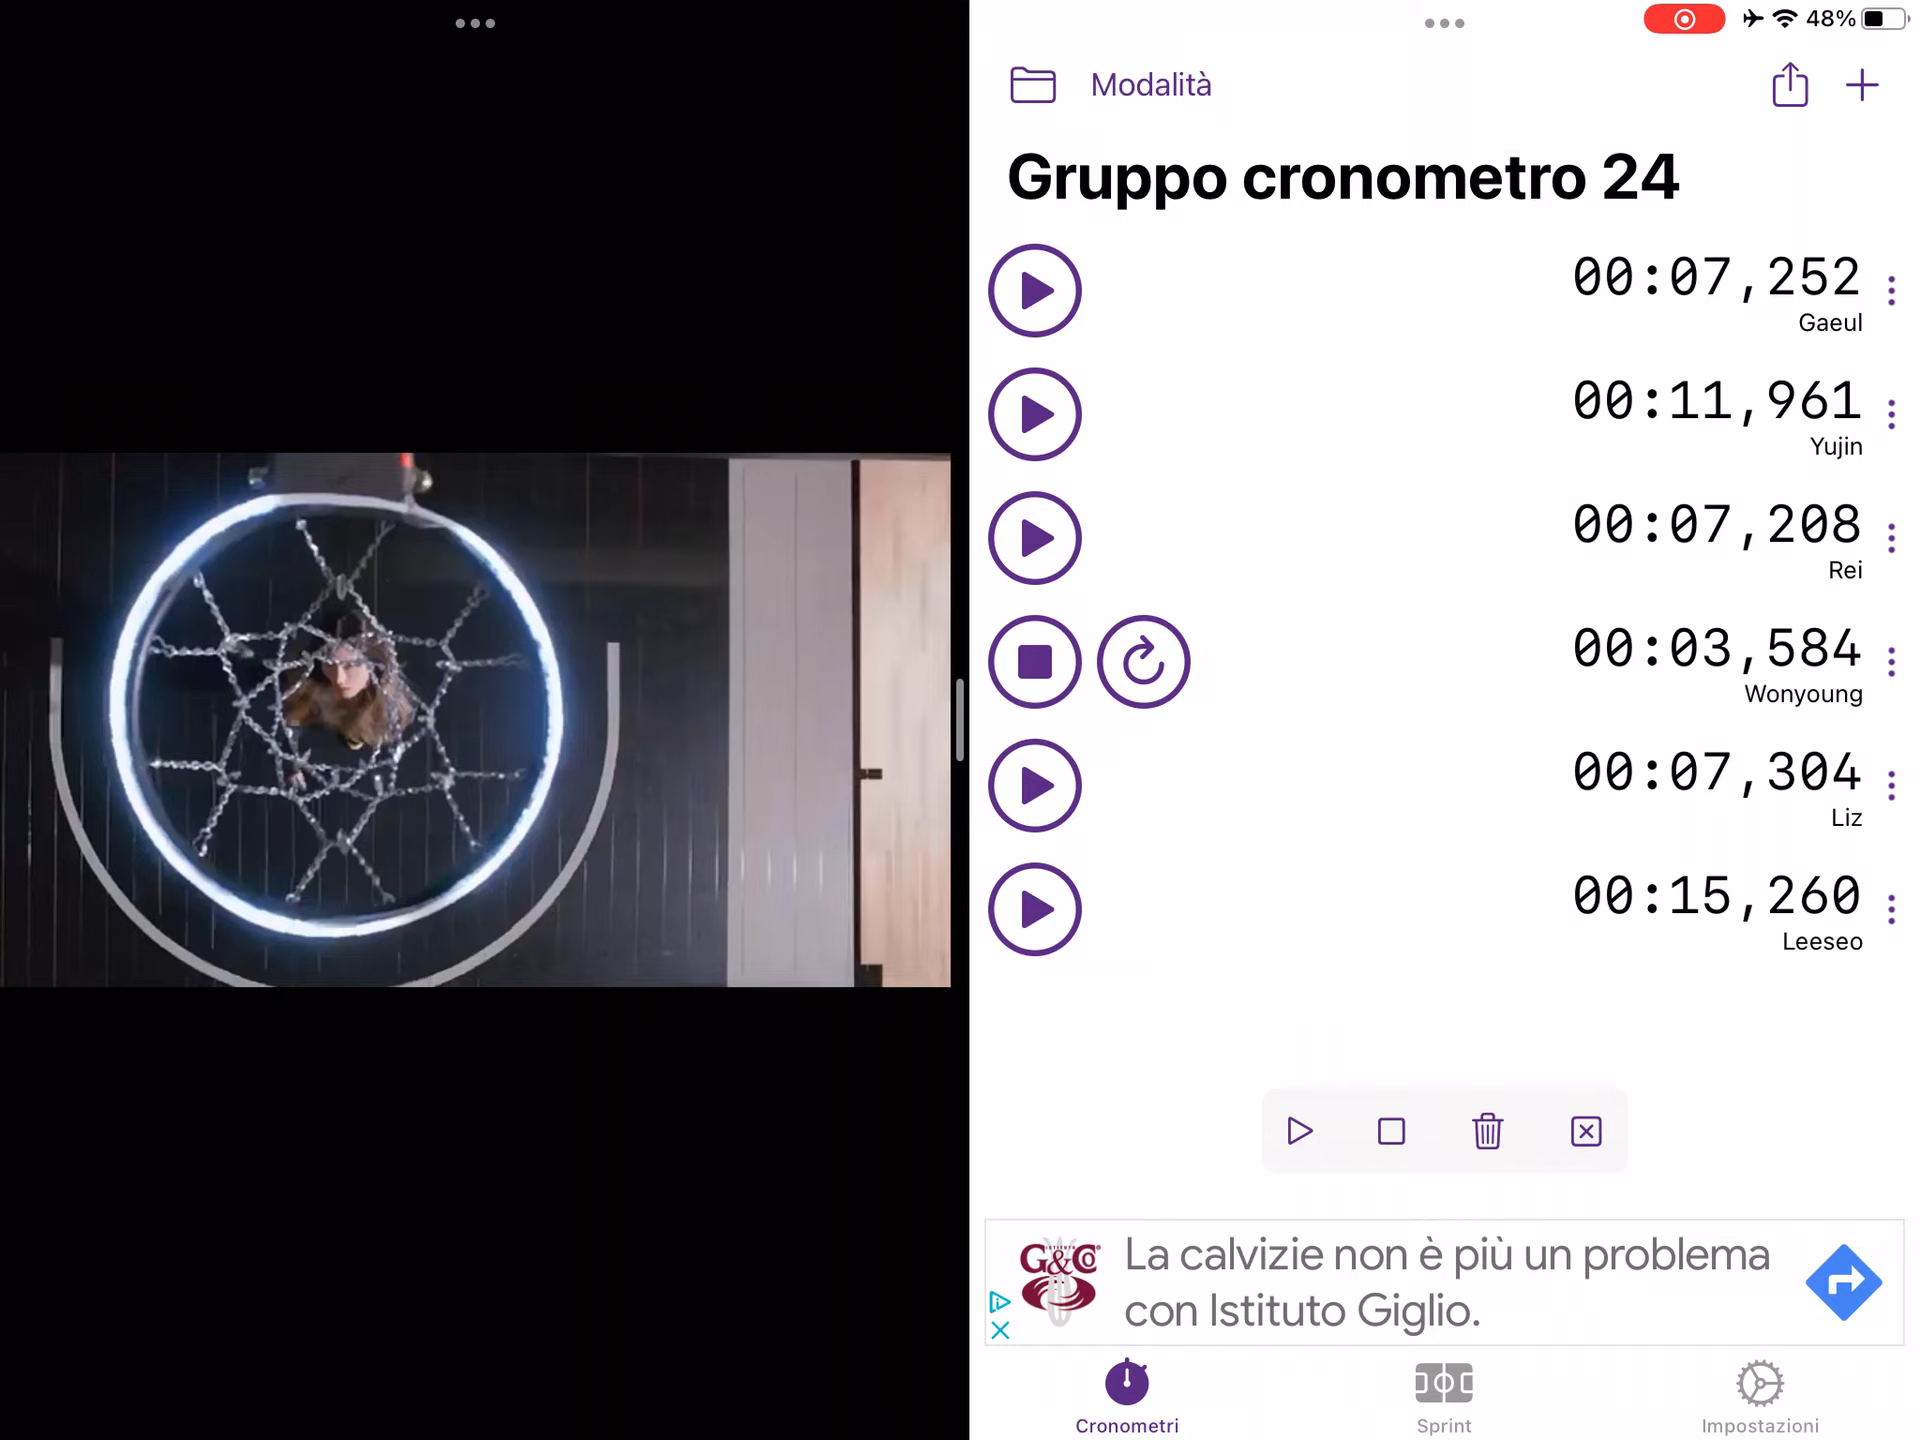 48%
Modalità
Gruppo cronometro 24
00:07,252
Gaeul
00:11,961
Yujin
00:07,208
Rei
00:03,584
Wonyoung
00:07,304
Liz
00:15,260
Leeseo
G&Co
La calvizie non è più un problema
con Istituto Giglio.
Cronometri
Sprint
Impostazioni